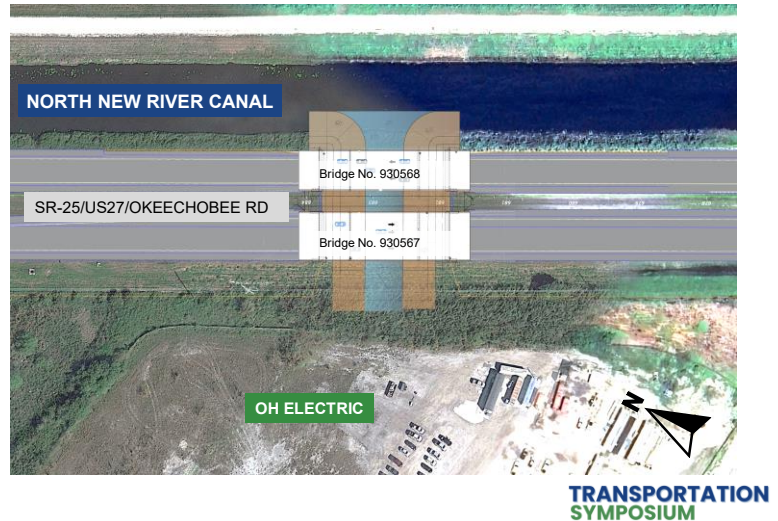 NORTH NEW RIVER CANAL
Bridge No. 930568
SR-25/US27/OKEECHOBEE RD
Bridge No. 930567
OH ELECTRIC
N
TRANSPORTATION
SYMPOSIUM